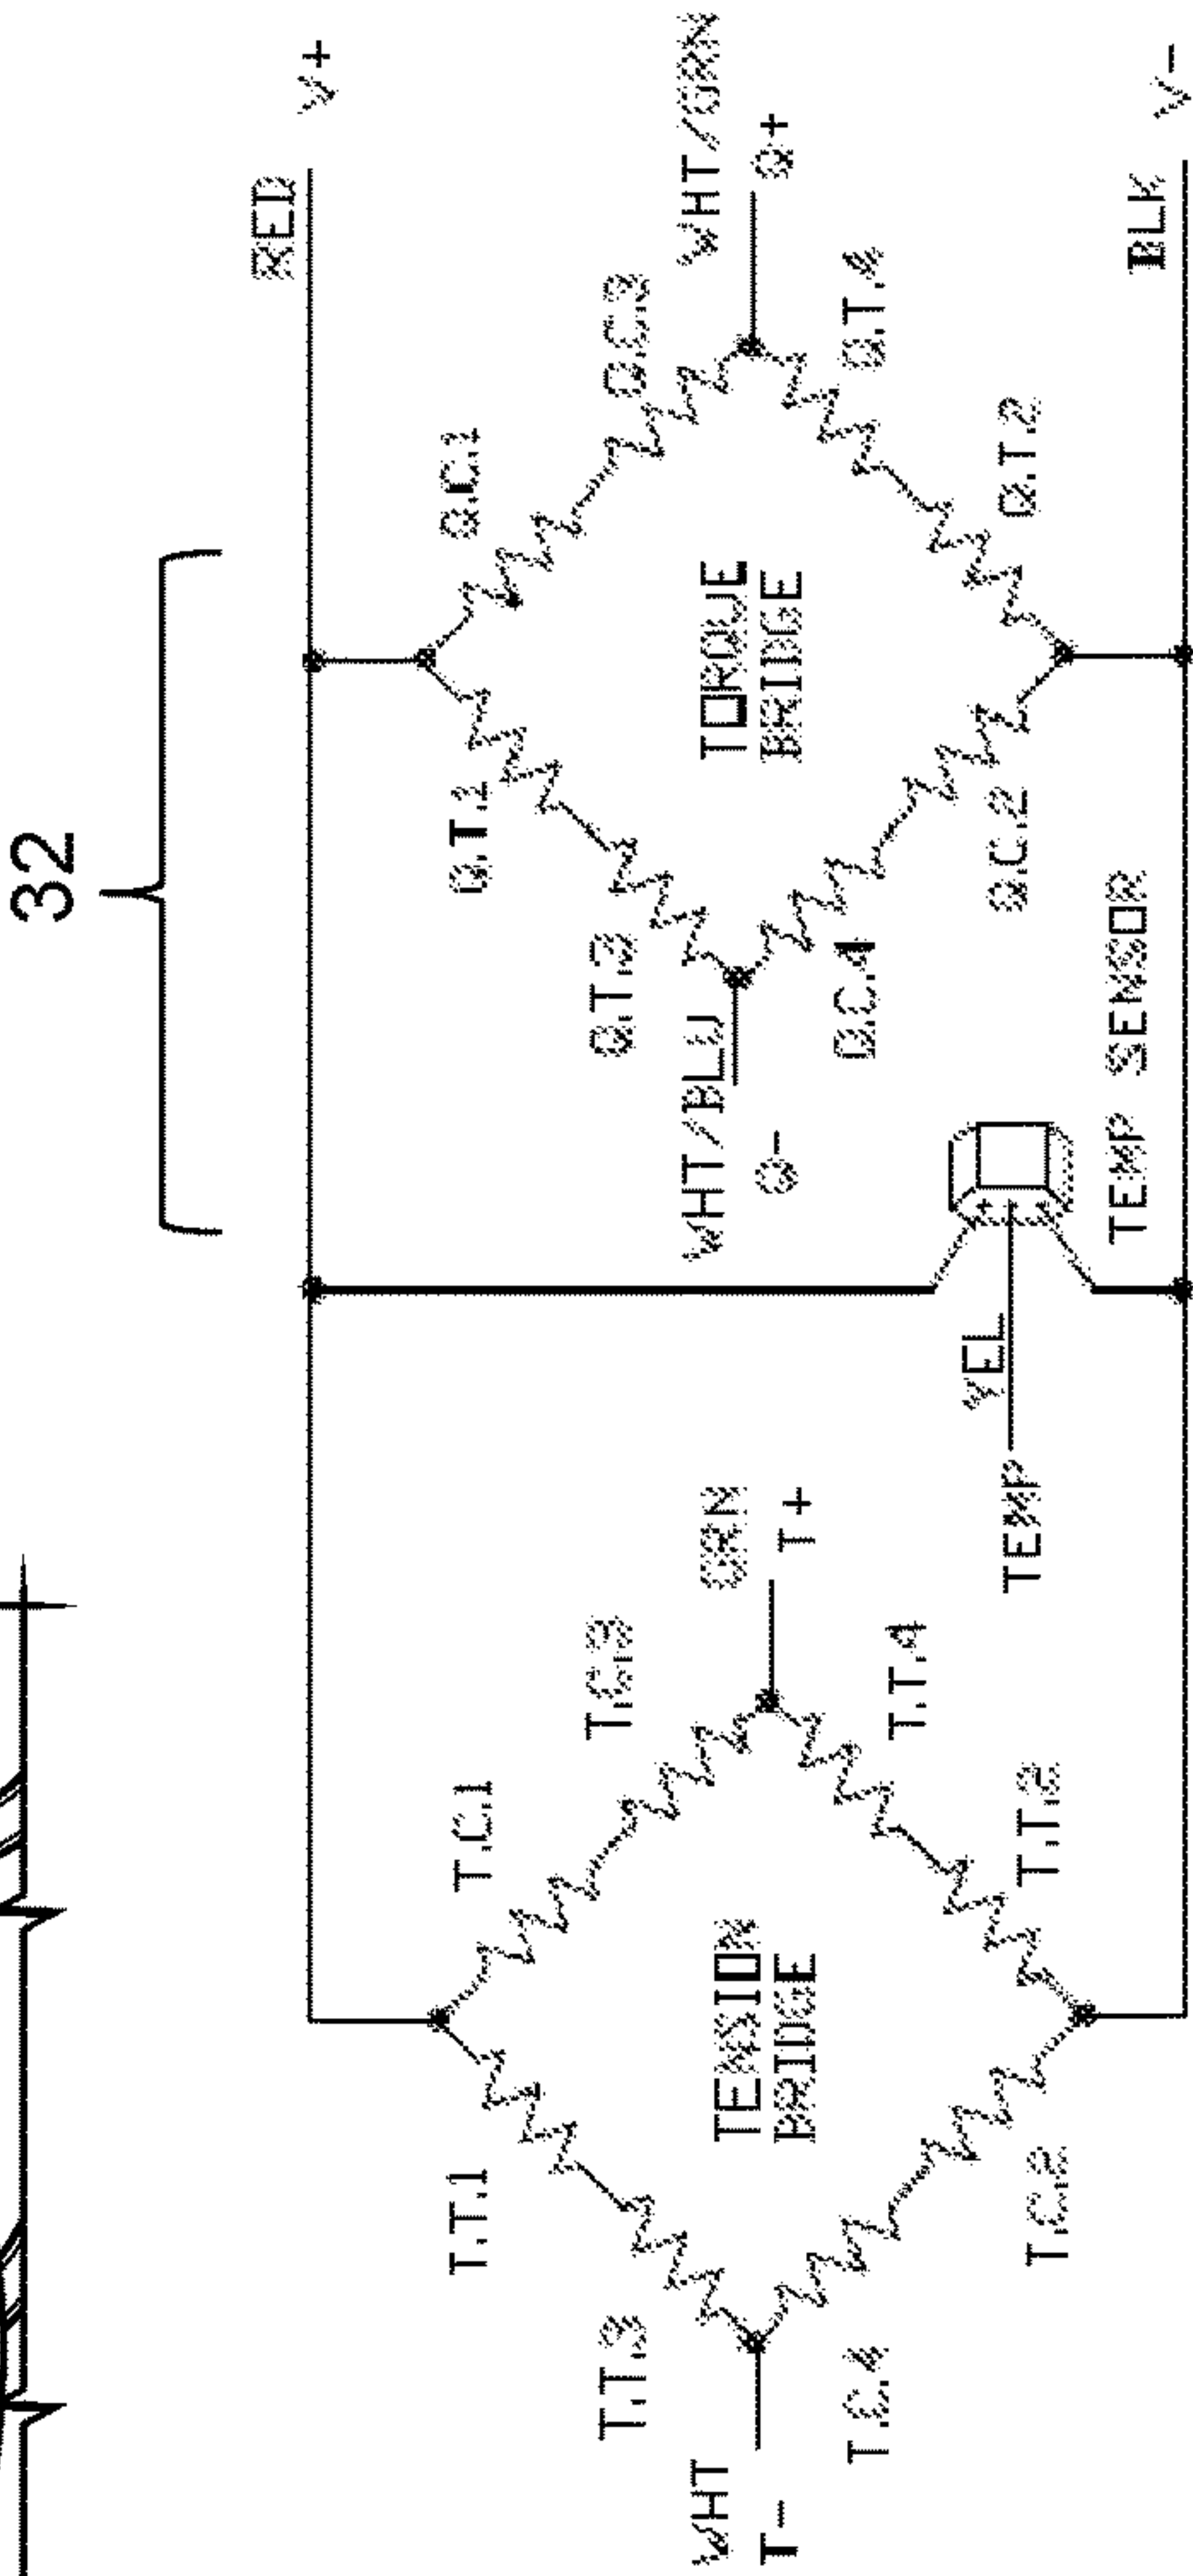 32
RED
V+
Q.C.1
Q.C.3
WHT/GRN
Q+
Q.T.1
Q.T.3
TORQUE
BRIDGE
Q.T.4
Q.T.2
WHT/BLU
Q-
Q.C.4
Q.C.2
TEMP SENSOR
YEL
TEMP
BLK
V-
T.C.1
T.C.3
GRN
T+
T.T.1
T.T.3
TENSION
BRIDGE
T.T.4
T.T.2
WHT
T-
T.C.4
T.C.2